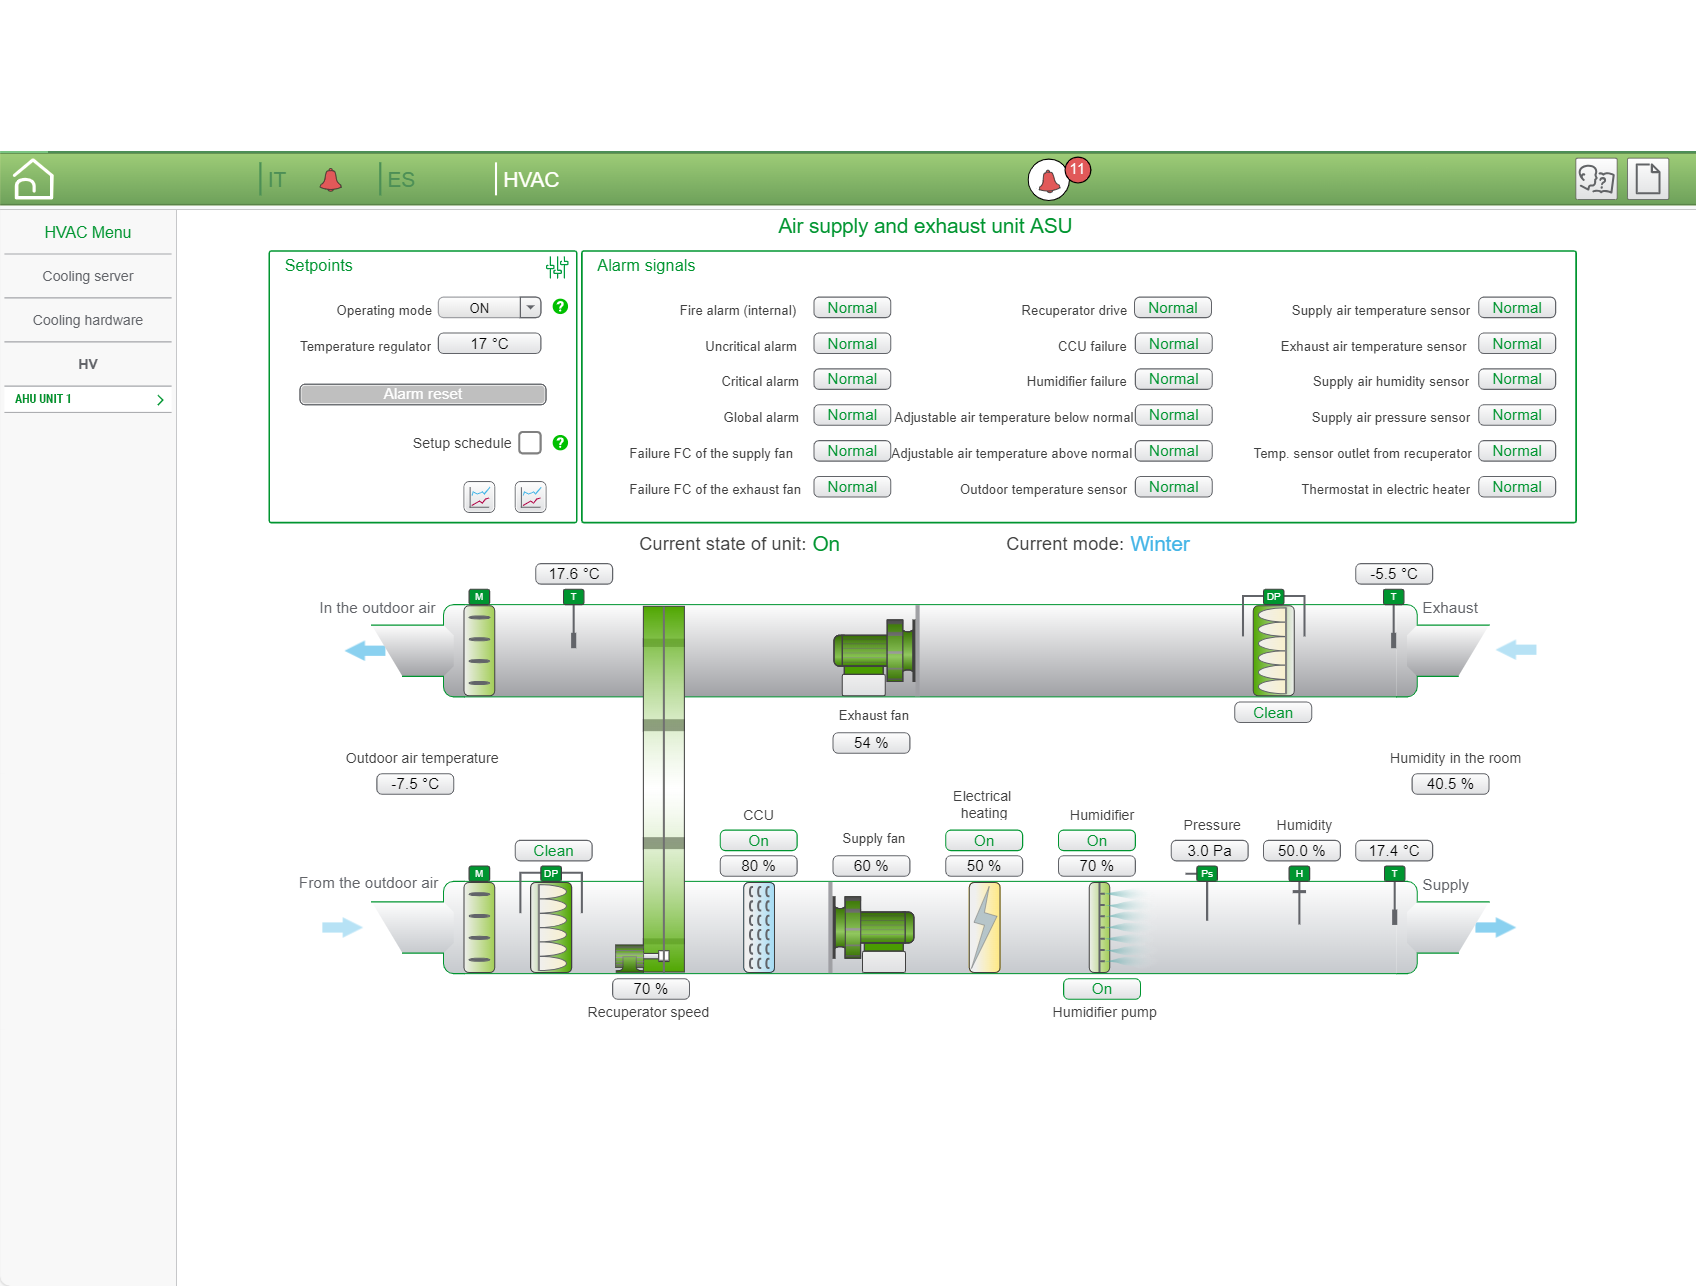 IT
ES
HVAC
11
HVAC Menu
Cooling server
Cooling hardware
HV
AHU UNIT 1
Air supply and exhaust unit ASU
Setpoints
Operating mode ON
Temperature regulator 17 °C
Alarm reset
Setup schedule
Alarm signals
Fire alarm (internal) Normal
Uncritical alarm Normal
Critical alarm Normal
Global alarm Normal
Failure FC of the supply fan Normal
Failure FC of the exhaust fan Normal
Recuperator drive Normal
CCU failure Normal
Humidifier failure Normal
Adjustable air temperature below normal Normal
Adjustable air temperature above normal Normal
Outdoor temperature sensor Normal
Supply air temperature sensor Normal
Exhaust air temperature sensor Normal
Supply air humidity sensor Normal
Supply air pressure sensor Normal
Temp. sensor outlet from recuperator Normal
Thermostat in electric heater Normal
Current state of unit: On
Current mode: Winter
17.6 °C
-5.5 °C
M
T
DP
T
In the outdoor air
Exhaust
Clean
Exhaust fan
54 %
Outdoor air temperature
-7.5 °C
Humidity in the room
40.5 %
Electrical
heating
On
50 %
CCU
On
80 %
Supply fan
60 %
Humidifier
On
70 %
Pressure
3.0 Pa
Humidity
50.0 %
17.4 °C
Clean
M
DP
Ps
H
T
From the outdoor air
Supply
70 %
Recuperator speed
On
Humidifier pump